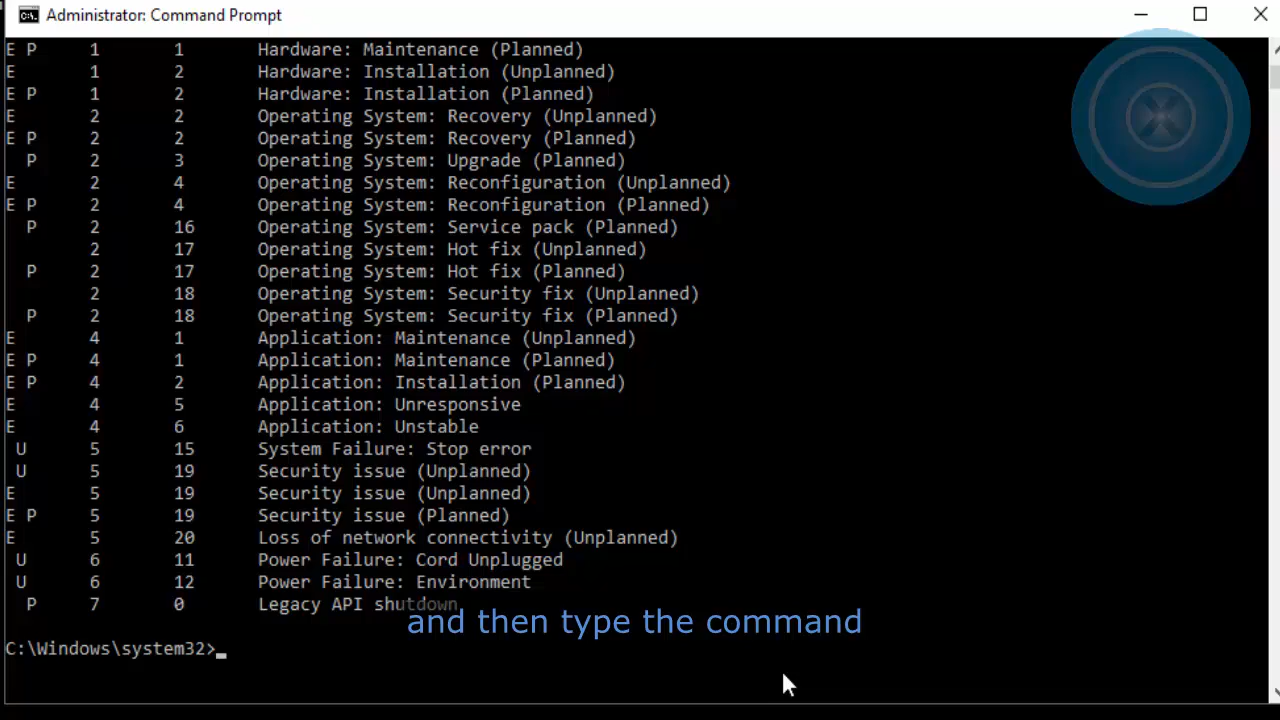 Administrator: Command Prompt
E P 1 1 Hardware: Maintenance (Planned)
E 1 2 Hardware: Installation (Unplanned)
E P 1 2 Hardware: Installation (Planned)
E 2 2 Operating System: Recovery (Unplanned)
E P 2 2 Operating System: Recovery (Planned)
P 2 3 Operating System: Upgrade (Planned)
E 2 4 Operating System: Reconfiguration (Unplanned)
E P 2 4 Operating System: Reconfiguration (Planned)
P 2 16 Operating System: Service pack (Planned)
2 17 Operating System: Hot fix (Unplanned)
P 2 17 Operating System: Hot fix (Planned)
2 18 Operating System: Security fix (Unplanned)
P 2 18 Operating System: Security fix (Planned)
E 4 1 Application: Maintenance (Unplanned)
E P 4 1 Application: Maintenance (Planned)
E P 4 2 Application: Installation (Planned)
E 4 5 Application: Unresponsive
E 4 6 Application: Unstable
U 5 15 System Failure: Stop error
U 5 19 Security issue (Unplanned)
E 5 19 Security issue (Unplanned)
E P 5 19 Security issue (Planned)
E 5 20 Loss of network connectivity (Unplanned)
U 6 11 Power Failure: Cord Unplugged
U 6 12 Power Failure: Environment
P 7 0 Legacy API shutdown
and then type the command
C:\Windows\system32>_